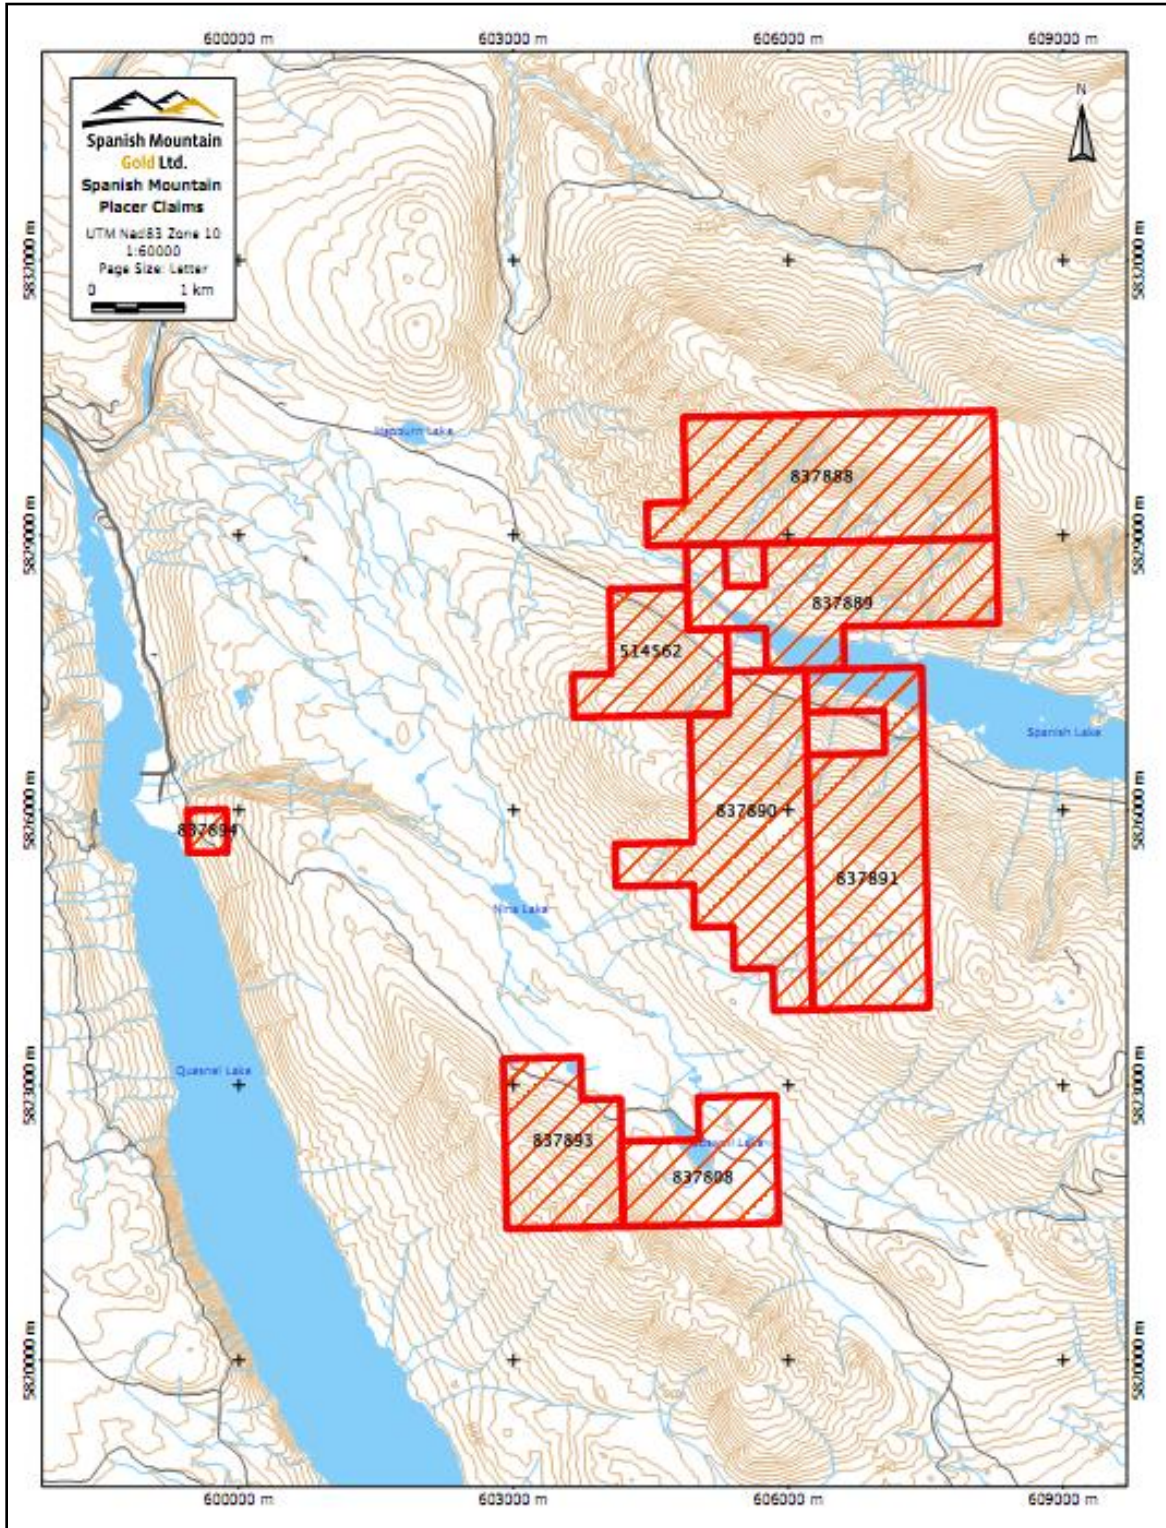 600000 m
603000 m
606000 m
609000 m
N
Spanish Mountain
Gold Ltd.
Spanish Mountain
Placer Claims
UTM Nad83 Zone 10
1:60000
Page Size: Letter
0 1 km
5832000 m
5832000 m
837888
5829000 m
5829000 m
837889
514562
Spanish Lake
5826000 m
837894
837890
5826000 m
837891
Nina Lake
Quesnel Lake
5823000 m
5823000 m
837893
Lake
837808
5820000 m
5820000 m
600000 m
603000 m
606000 m
609000 m